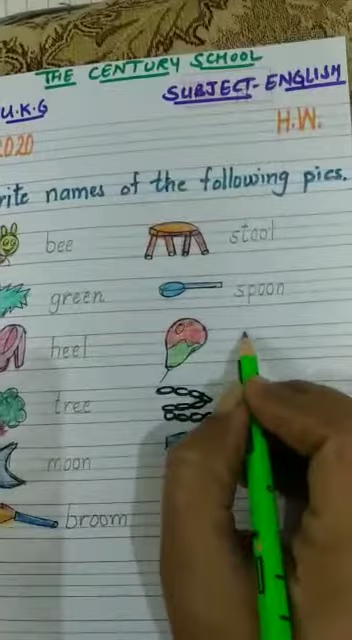 THE CENTURY SCHOOL
U.K.G SUBJECT-ENGLISH
2020 H.W.
rite names of the following pics.
bee stool
green spoon
heel
tree
moon
broom